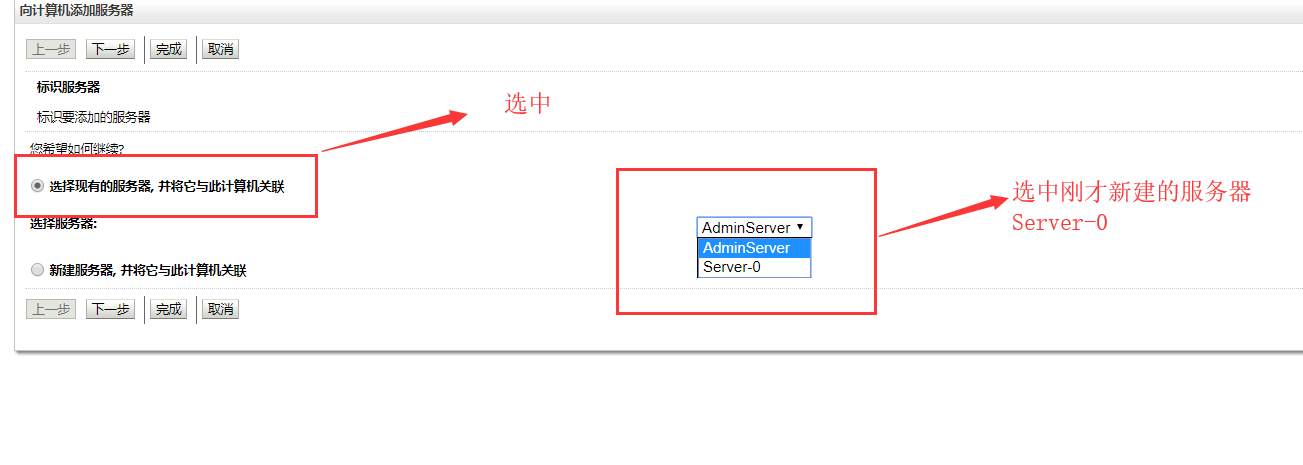 向计算机添加服务器
上一步 下一步 完成 取消
标识服务器
选中
标识要添加的服务器
您希望如何继续?
选择现有的服务器, 并将它与此计算机关联
选中刚才新建的服务器
Server-0
选择服务器:
AdminServer
AdminServer
Server-0
新建服务器, 并将它与此计算机关联
上一步 下一步 完成 取消